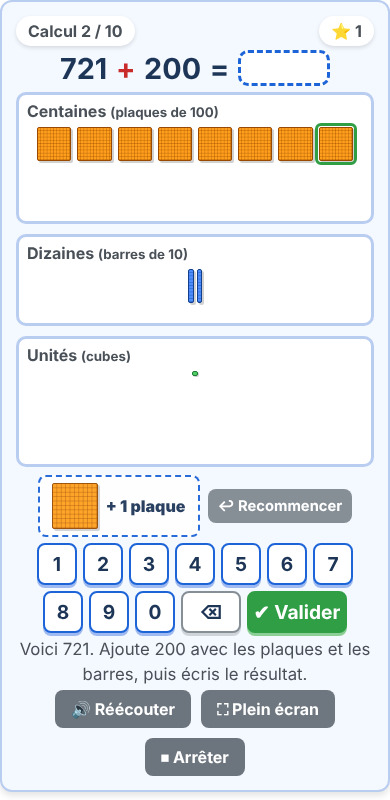 Calcul 2 / 10
⭐ 1
721 + 200 =
Centaines (plaques de 100)
Dizaines (barres de 10)
Unités (cubes)
+ 1 plaque
↩ Recommencer
1 2 3 4 5 6 7
8 9 0 ⌫ ✔ Valider
Voici 721. Ajoute 200 avec les plaques et les
barres, puis écris le résultat.
🔊 Réécouter
⛶ Plein écran
■ Arrêter